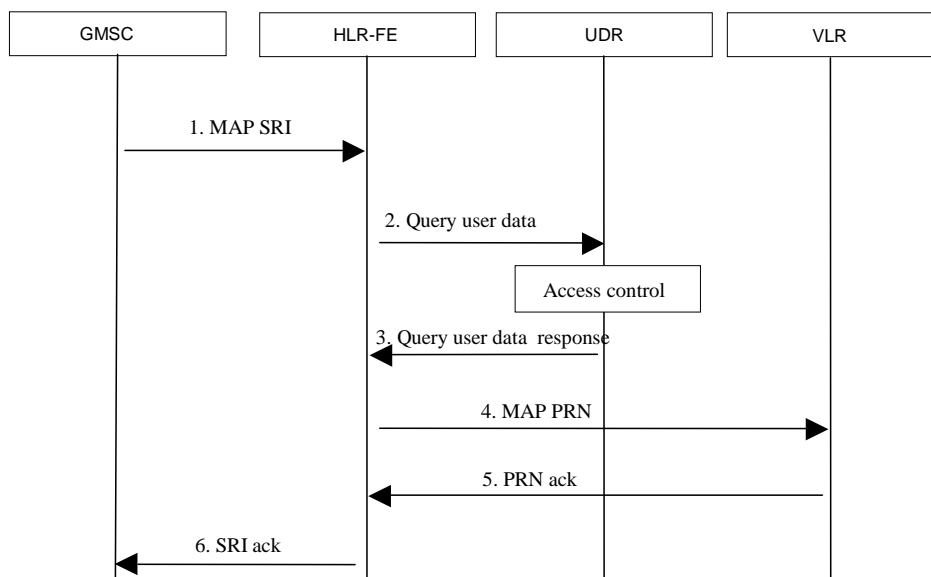 GMSC
HLR-FE
UDR
VLR
1. MAP SRI
2. Query user data
Access control
3. Query user data response
4. MAP PRN
5. PRN ack
6. SRI ack